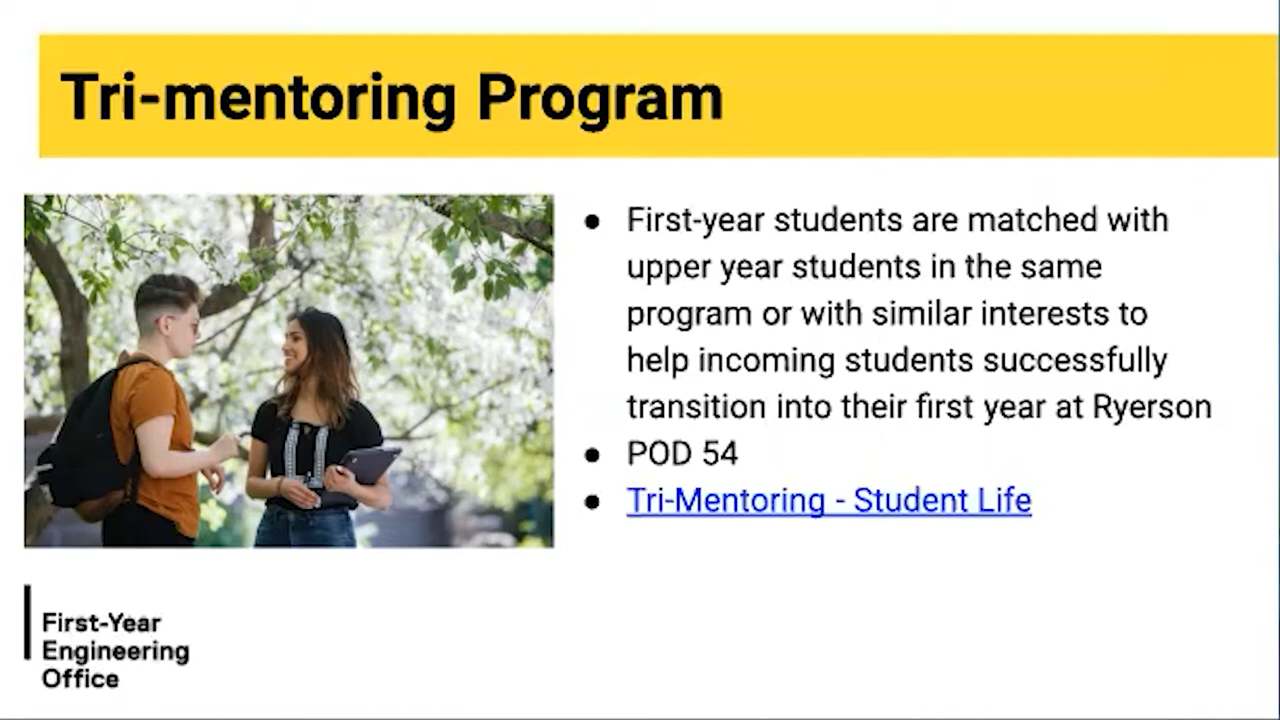 Tri-mentoring Program
● First-year students are matched with
upper year students in the same
program or with similar interests to
help incoming students successfully
transition into their first year at Ryerson
● POD 54
● Tri-Mentoring - Student Life
First-Year
Engineering
Office